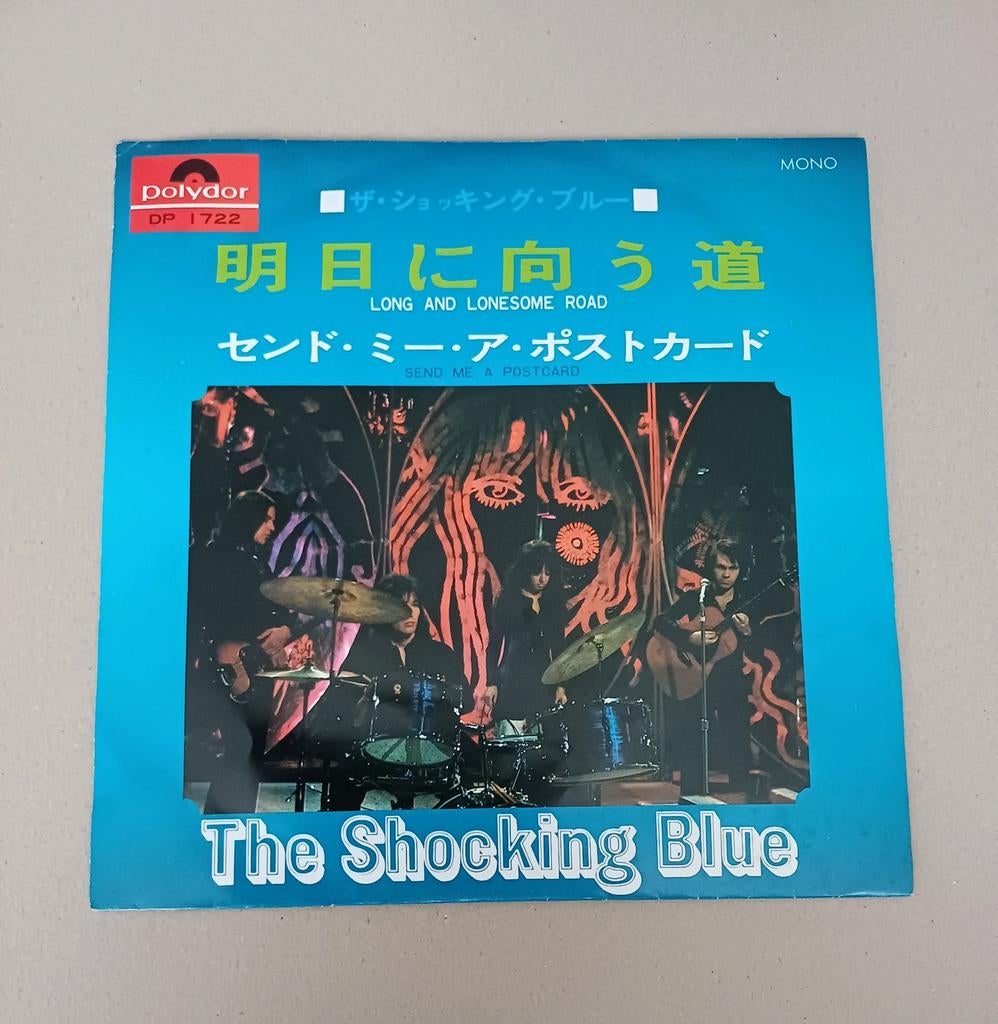 polydor
DP 1722
MONO
ザ・ショッキング・ブルー
明日に向う道
LONG AND LONESOME ROAD
センド・ミー・ア・ポストカード
SEND ME A POSTCARD
The Shocking Blue